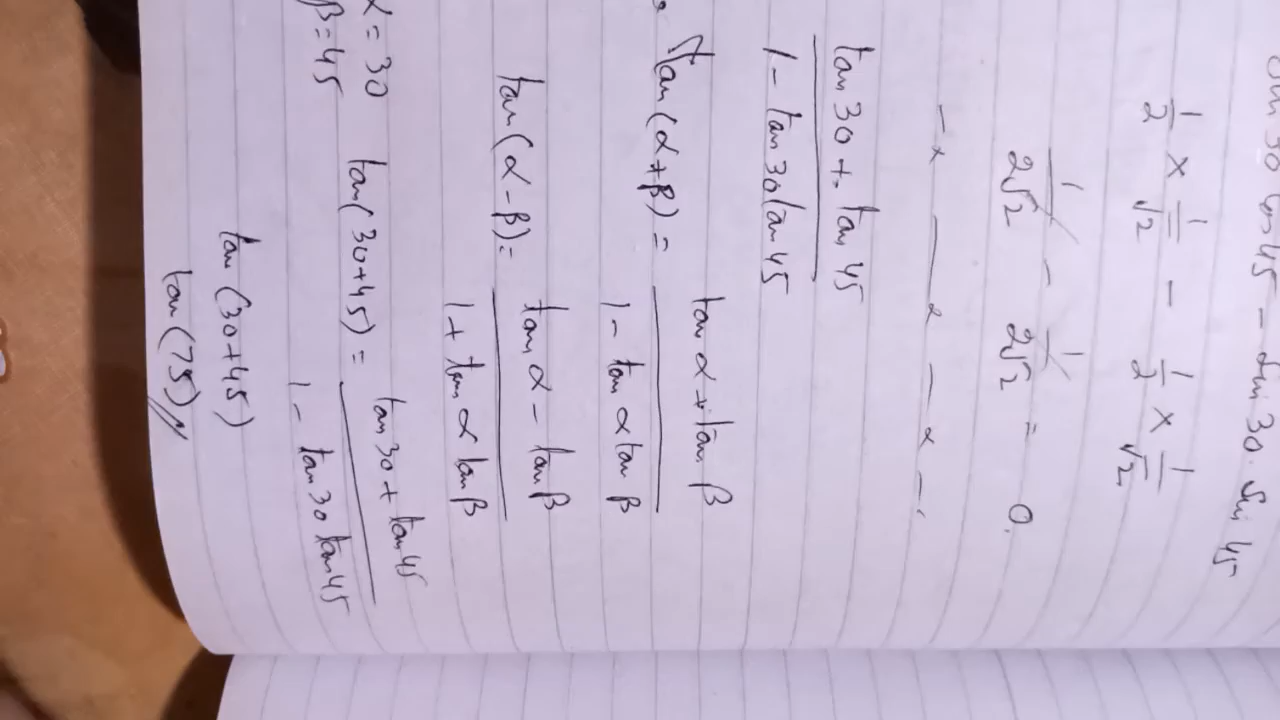 sin 30 cos 45 - sin 30 . sin 45
1/2 × 1/√2 - 1/2 × 1/√2
1/2√2 - 1/2√2 = 0.
— x — x — x —.
tan 30 + tan 45 / 1 - tan 30 tan 45
tan (α + β) = tan α + tan β / 1 - tan α tan β
tan (α - β) = tan α - tan β / 1 + tan α tan β
α = 30
β = 45
tan (30 + 45) = tan 30 + tan 45 / 1 - tan 30 tan 45
tan (30 + 45)
tan (75) //